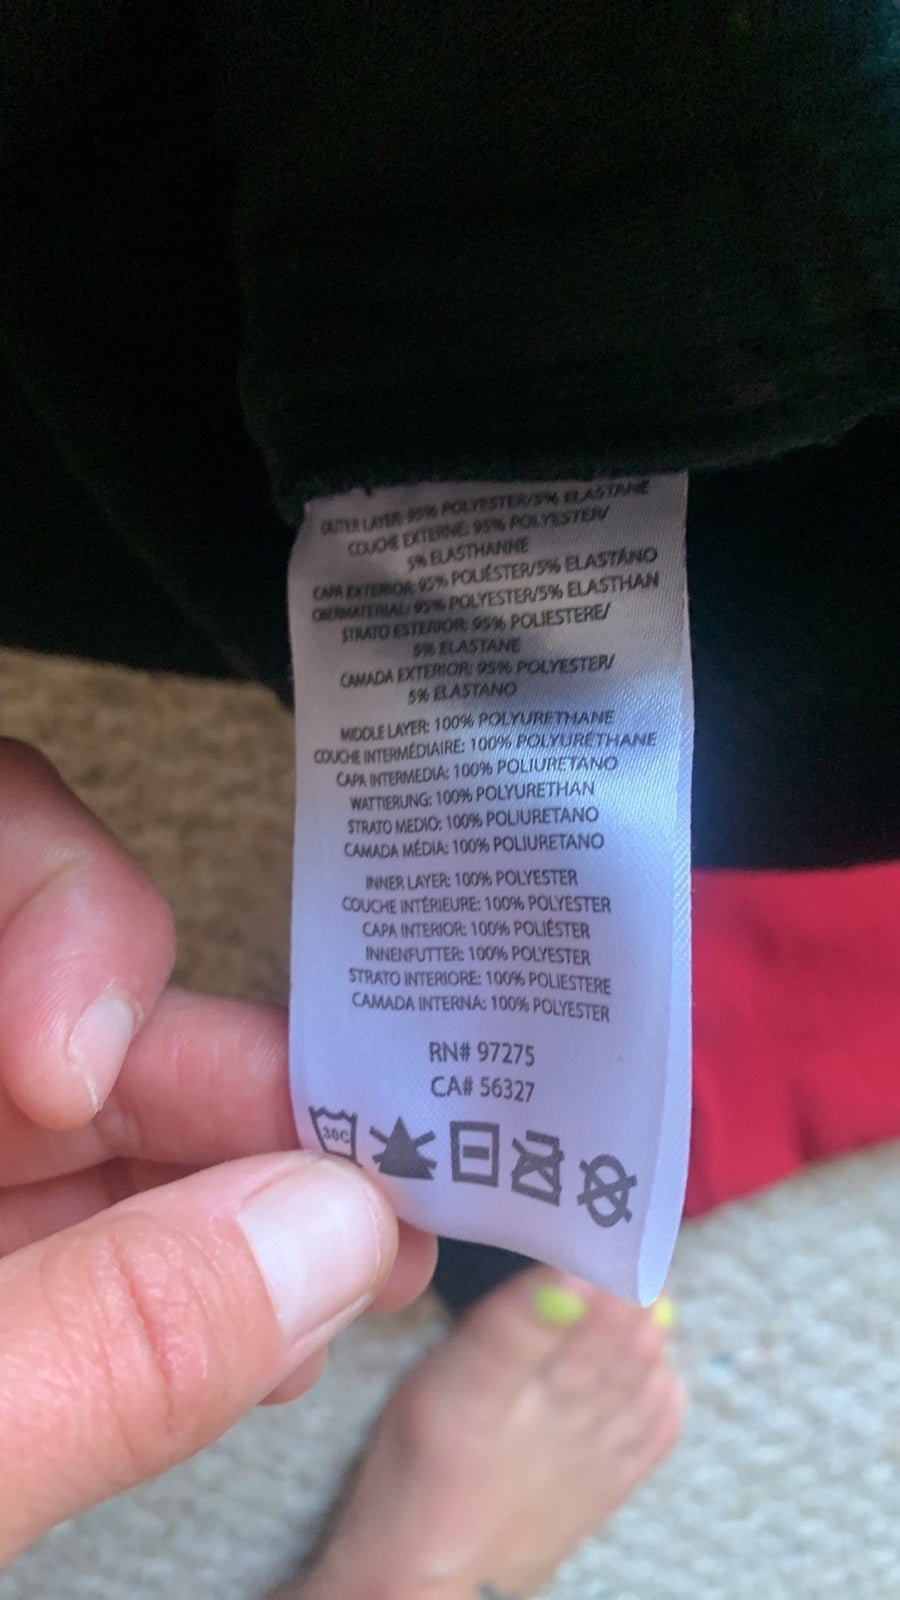 OUTER LAYER: 95% POLYESTER/5% ELASTANE
COUCHE EXTERNE: 95% POLYESTER/
5% ELASTHANNE
CAPA EXTERIOR: 95% POLIÉSTER/5% ELASTANO
OBERMATERIAL: 95% POLYESTER/5% ELASTHAN
STRATO ESTERIOR: 95% POLIESTERE/
5% ELASTANE
CAMADA EXTERIOR: 95% POLYESTER/
5% ELASTANO
MIDDLE LAYER: 100% POLYURETHANE
COUCHE INTERMÉDIAIRE: 100% POLYURÉTHANE
CAPA INTERMEDIA: 100% POLIURETANO
WATTIERUNG: 100% POLYURETHAN
STRATO MEDIO: 100% POLIURETANO
CAMADA MÉDIA: 100% POLIURETANO
INNER LAYER: 100% POLYESTER
COUCHE INTÉRIEURE: 100% POLYESTER
CAPA INTERIOR: 100% POLIÉSTER
INNENFUTTER: 100% POLYESTER
STRATO INTERIORE: 100% POLIESTERE
CAMADA INTERNA: 100% POLYESTER
RN# 97275
CA# 56327
30C